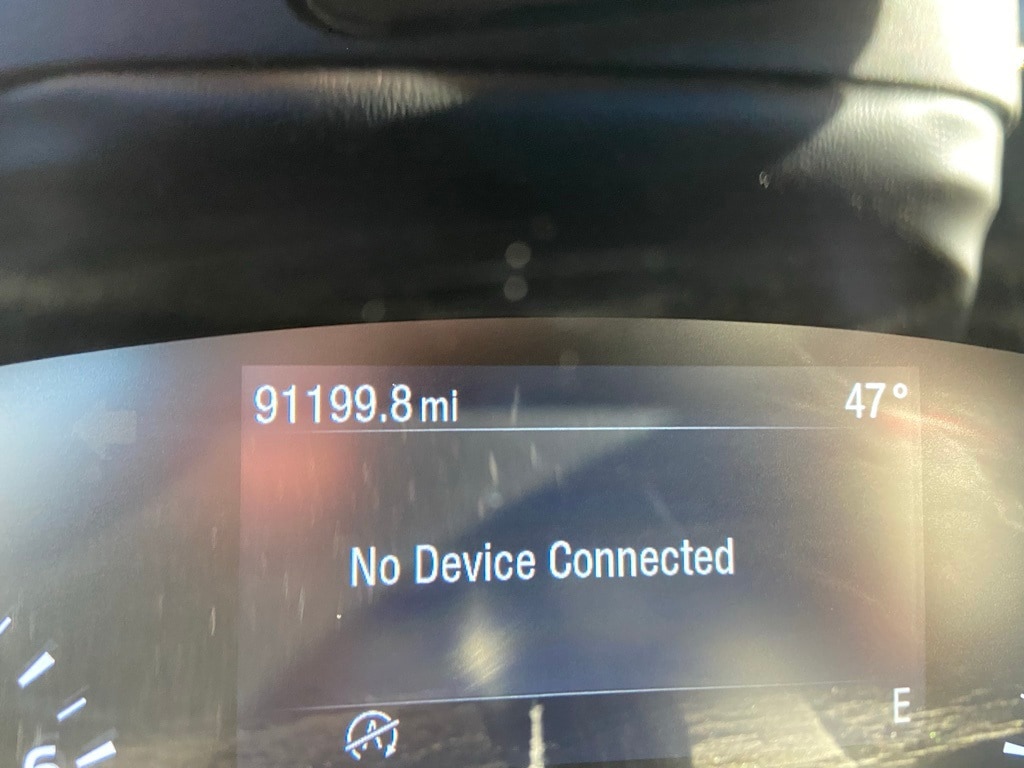 91199.8 mi 47°
No Device Connected
E
A